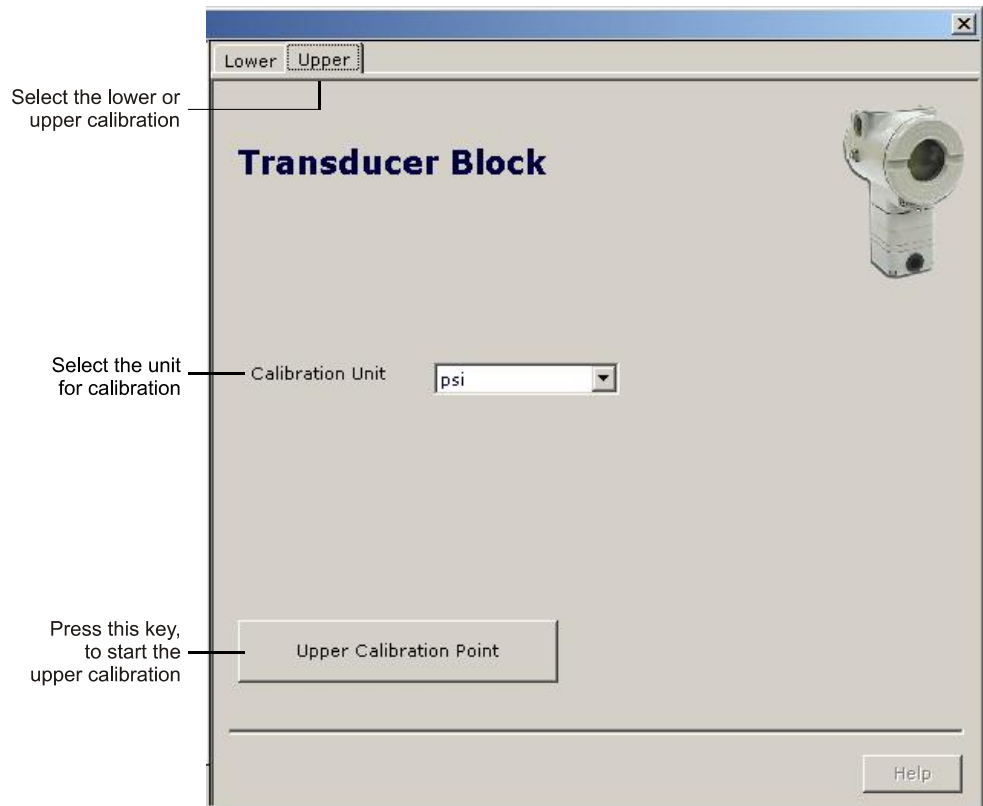 Lower Upper
Select the lower or
upper calibration
Transducer Block
Select the unit
for calibration
Calibration Unit
psi
Press this key,
to start the
upper calibration
Upper Calibration Point
Help